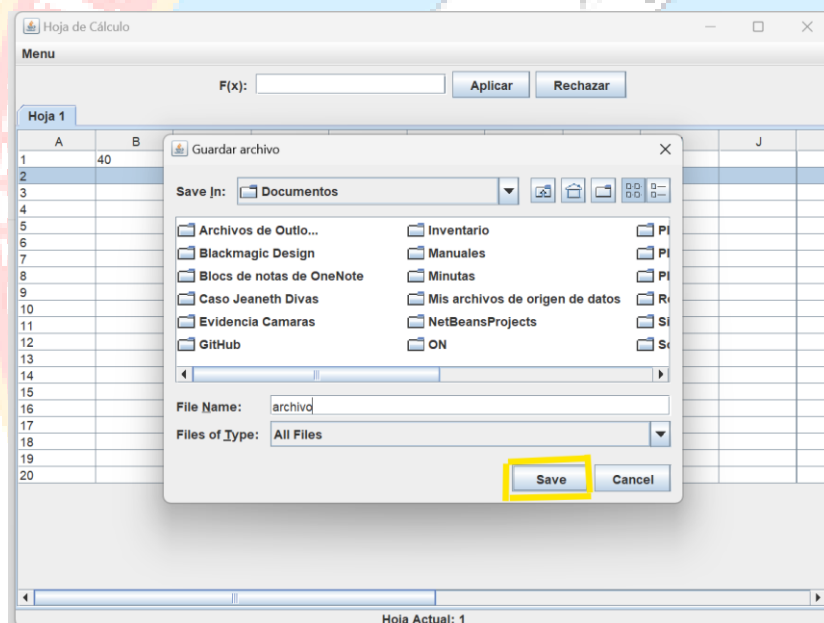 Hoja de Cálculo
Menu
F(x): Aplicar Rechazar
Hoja 1
A B J
1 40
2
3
4
5
6
7
8
9
10
11
12
13
14
15
16
17
18
19
20
Guardar archivo
Save In: Documentos
Archivos de Outlo... Inventario
Blackmagic Design Manuales
Blocs de notas de OneNote Minutas
Caso Jeaneth Divas Mis archivos de origen de datos
Evidencia Camaras NetBeansProjects
GitHub ON
File Name: archivo
Files of Type: All Files
Save Cancel
Hoja Actual: 1